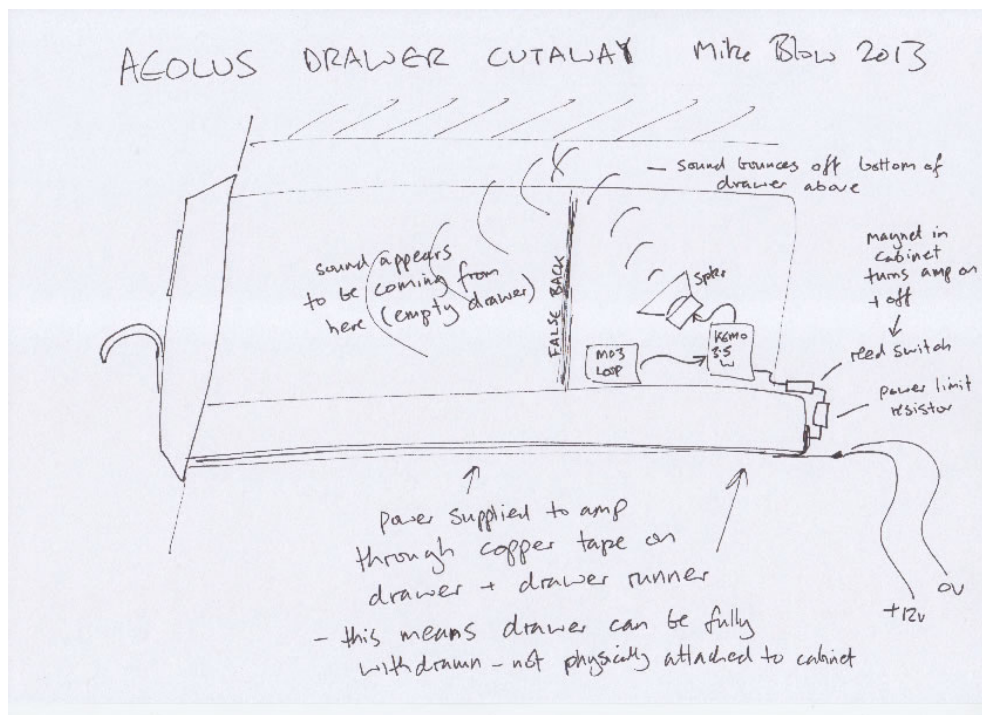 AEOLUS DRAWER CUTAWAY Mike Blow 2013
- sound bounces off bottom of
drawer above
magnet in
cabinet
turns amp on
+ off
sound appears
to be coming from
here (empty drawer)
FALSE BACK
Spkr
MO3
LOOP
KEMO
3.5
W
reed switch
power limit
resistor
power supplied to amp
through copper tape on
drawer + drawer runner
- this means drawer can be fully
withdrawn - not physically attached to cabinet
+12v
0v